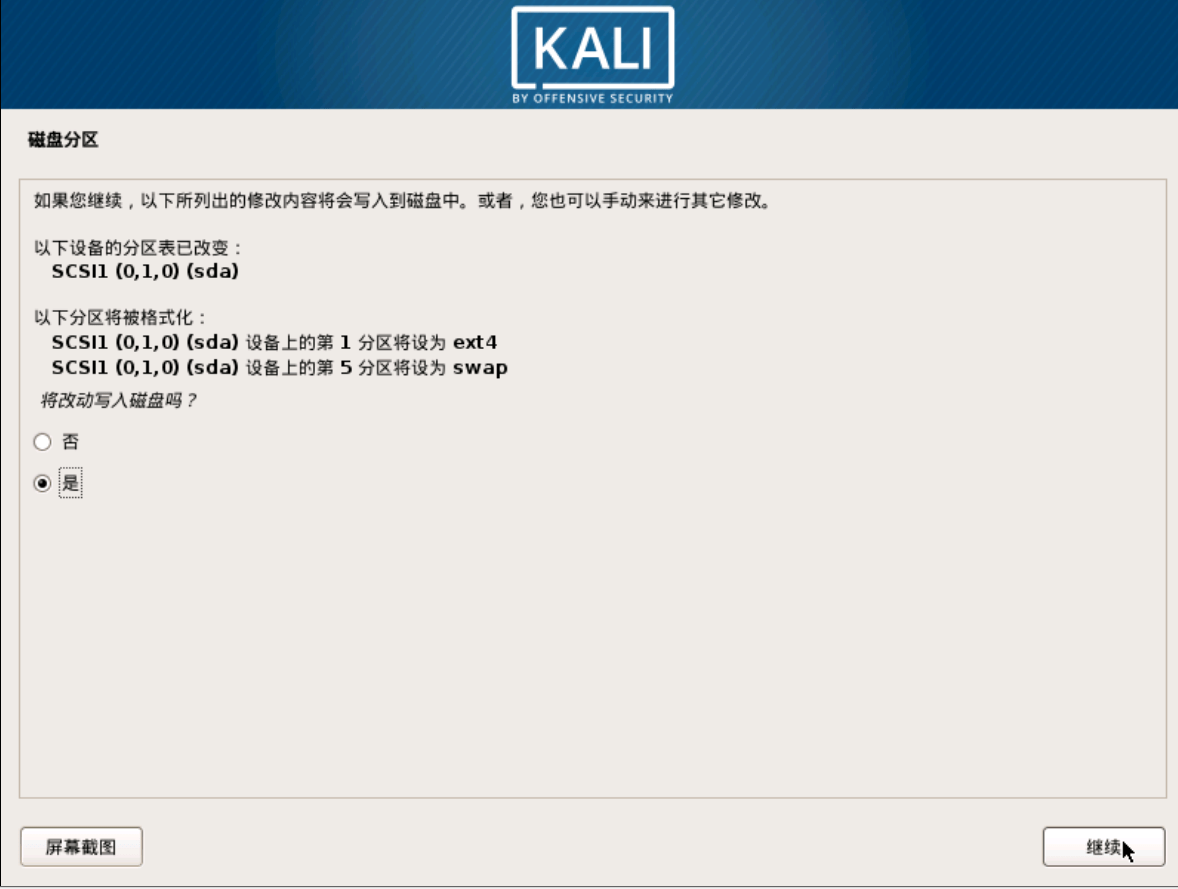 KALI
BY OFFENSIVE SECURITY
磁盘分区
如果您继续，以下所列出的修改内容将会写入到磁盘中。或者，您也可以手动来进行其它修改。
以下设备的分区表已改变：
SCSI1 (0,1,0) (sda)
以下分区将被格式化：
SCSI1 (0,1,0) (sda) 设备上的第 1 分区将设为 ext4
SCSI1 (0,1,0) (sda) 设备上的第 5 分区将设为 swap
将改动写入磁盘吗？
否
是
屏幕截图
继续